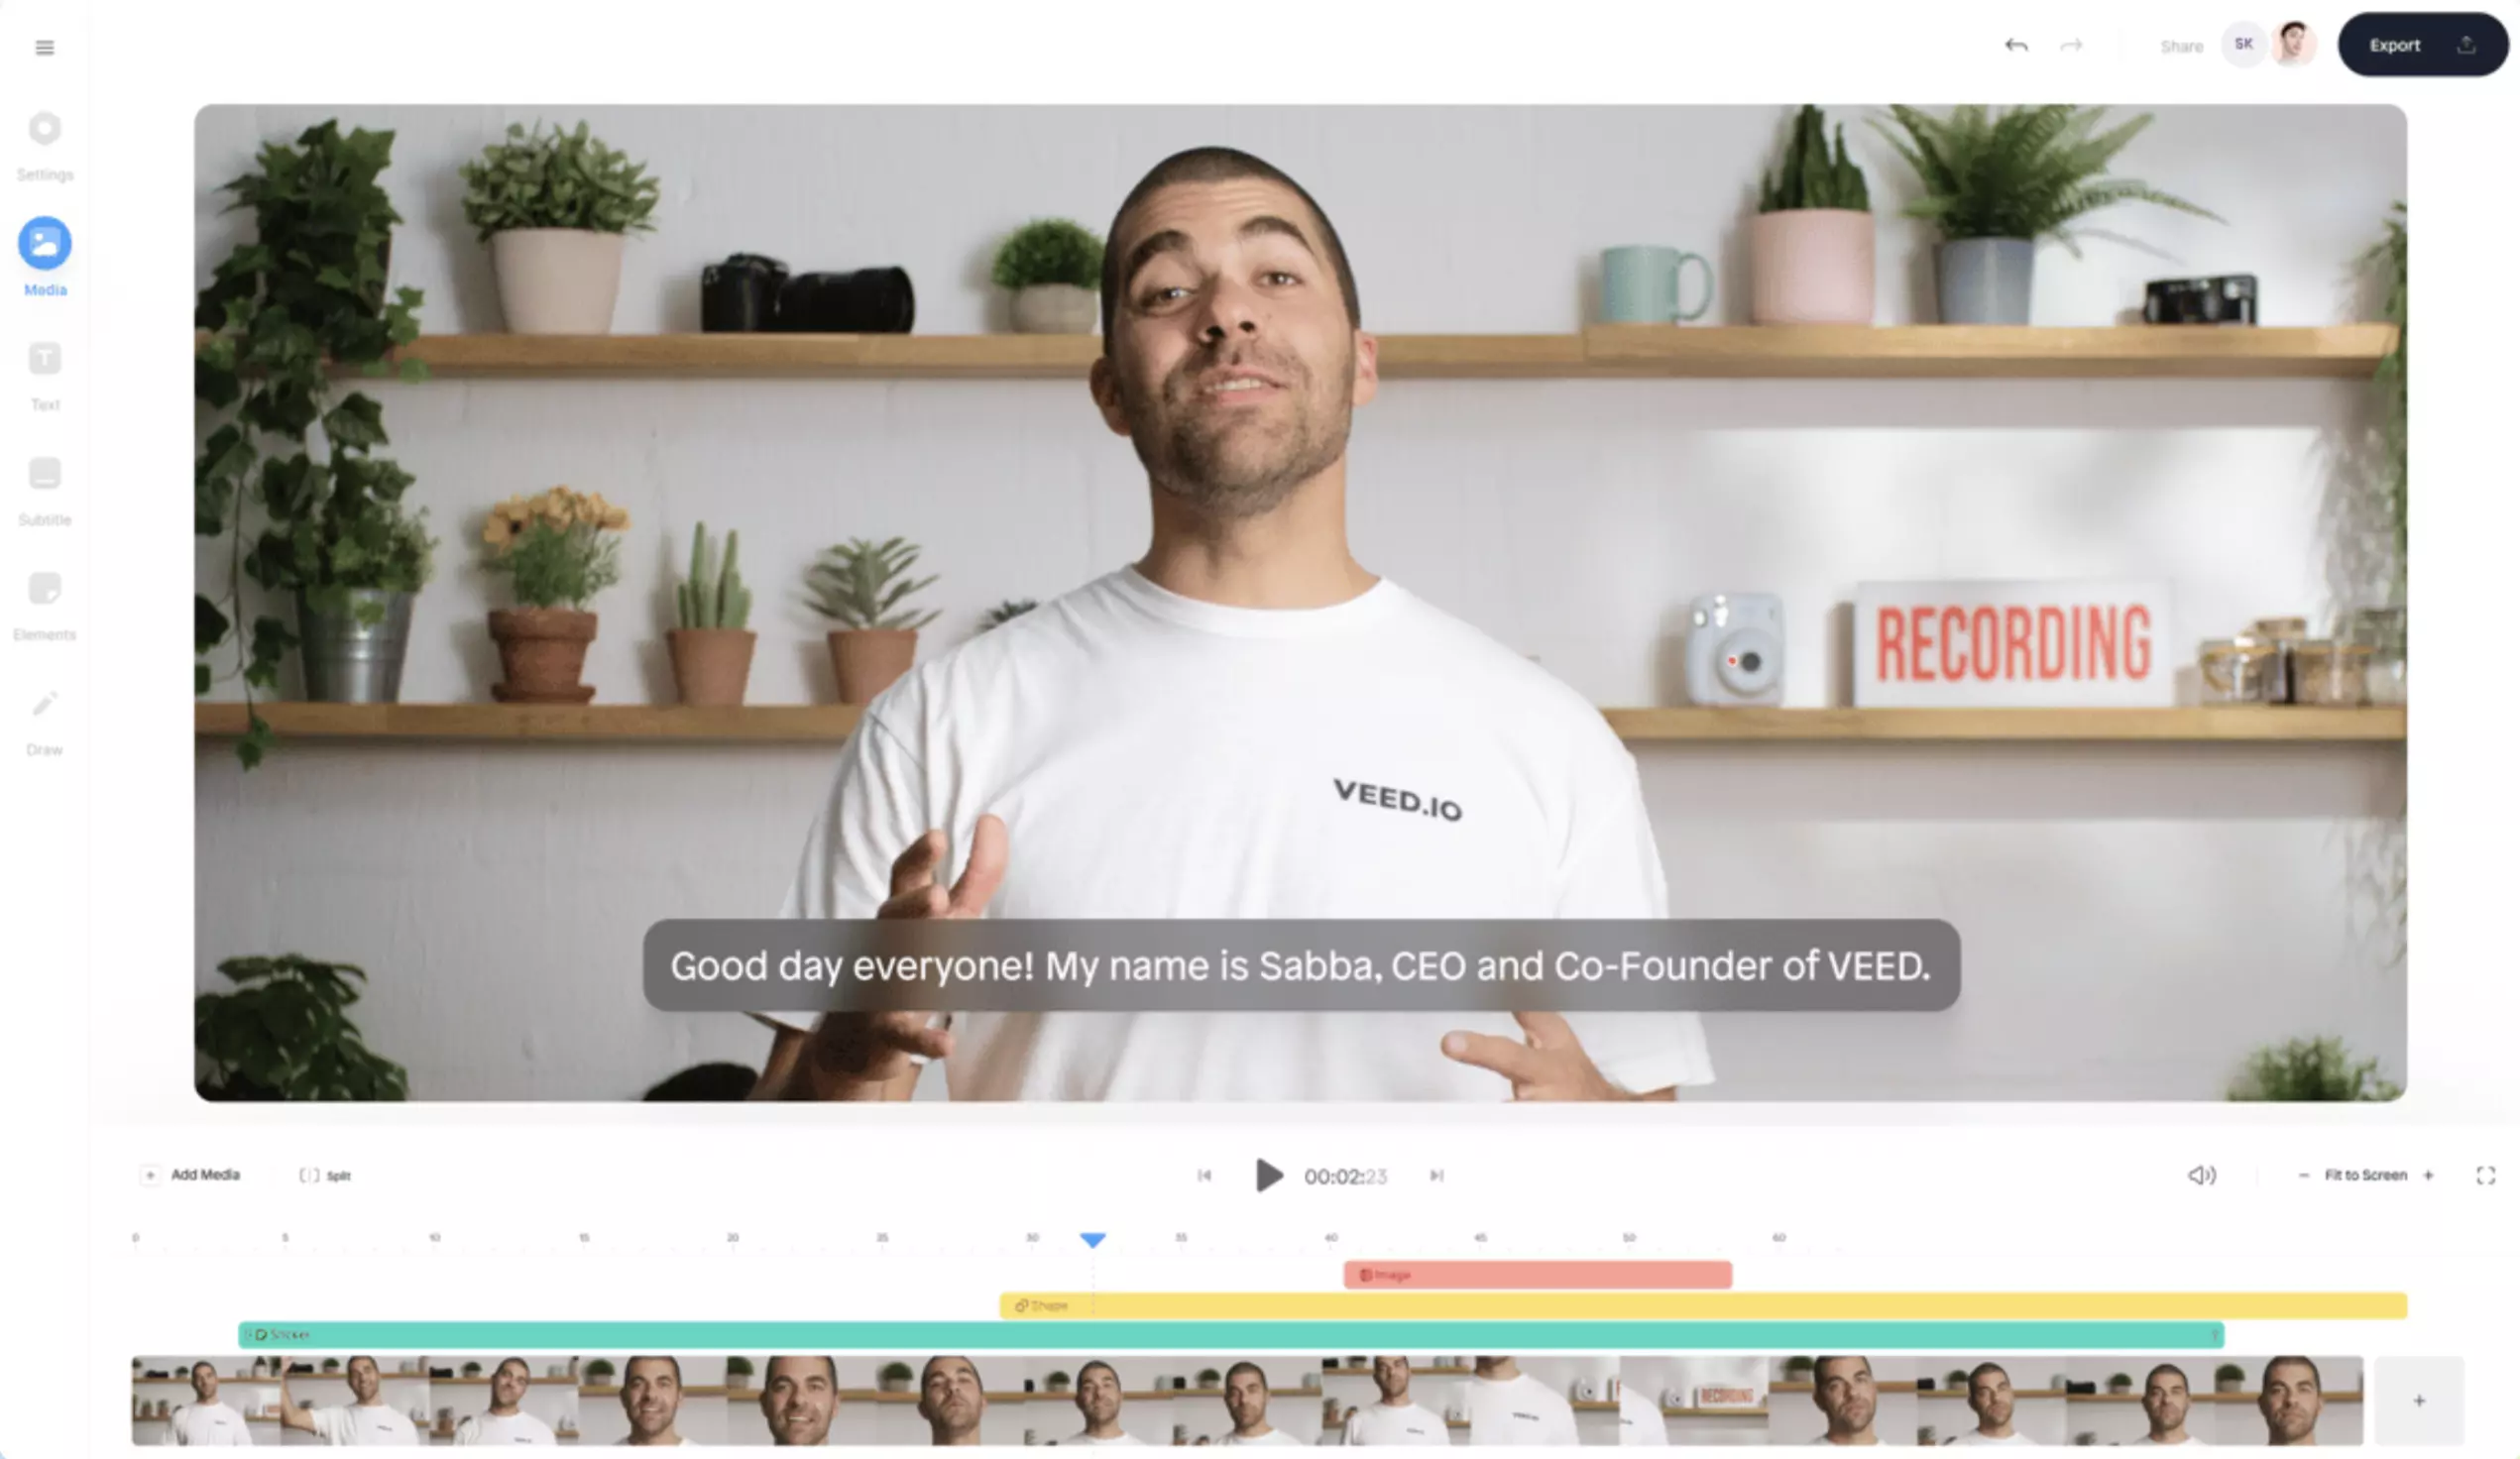 Share
SK
Export
Settings
Media
Text
Subtitle
Elements
Draw
RECORDING
VEED.IO
Good day everyone! My name is Sabba, CEO and Co-Founder of VEED.
+ Add Media
Split
00:02:23
− Fit to Screen +
0 5 10 15 20 25 30 35 40 45 50 60
Image
Shape
Sticker
RECORDING
+